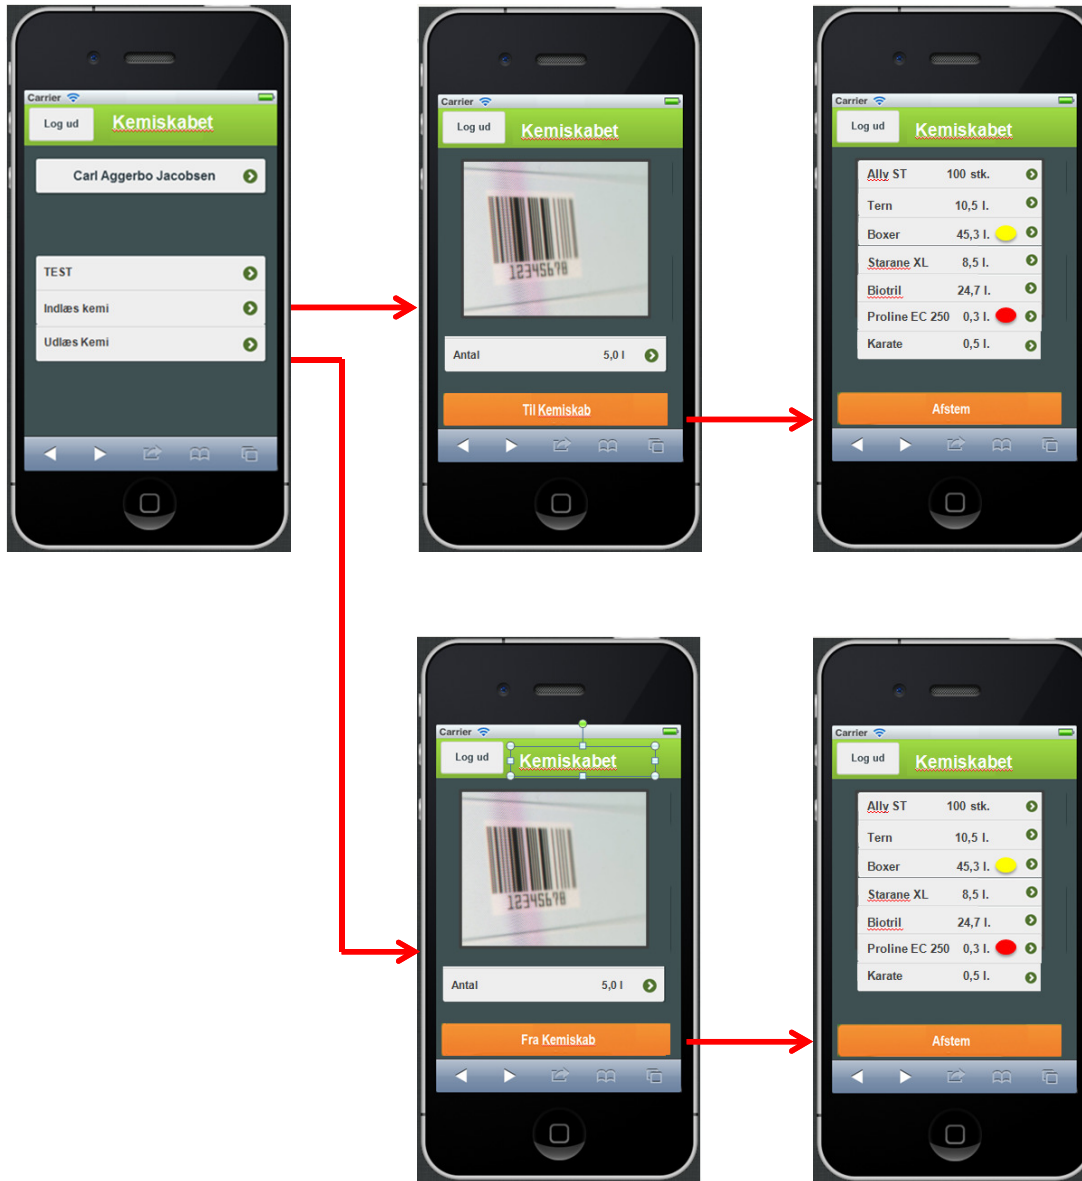 Carrier
Log ud Kemiskabet
Carl Aggerbo Jacobsen
TEST
Indlæs kemi
Udlæs Kemi
Carrier
Log ud Kemiskabet
12345678
Antal 5,0 l
Til Kemiskab
Carrier
Log ud Kemiskabet
Ally ST 100 stk.
Tern 10,5 l.
Boxer 45,3 l.
Starane XL 8,5 l.
Biotril 24,7 l.
Proline EC 250 0,3 l.
Karate 0,5 l.
Afstem
Carrier
Log ud Kemiskabet
12345678
Antal 5,0 l
Fra Kemiskab
Carrier
Log ud Kemiskabet
Ally ST 100 stk.
Tern 10,5 l.
Boxer 45,3 l.
Starane XL 8,5 l.
Biotril 24,7 l.
Proline EC 250 0,3 l.
Karate 0,5 l.
Afstem